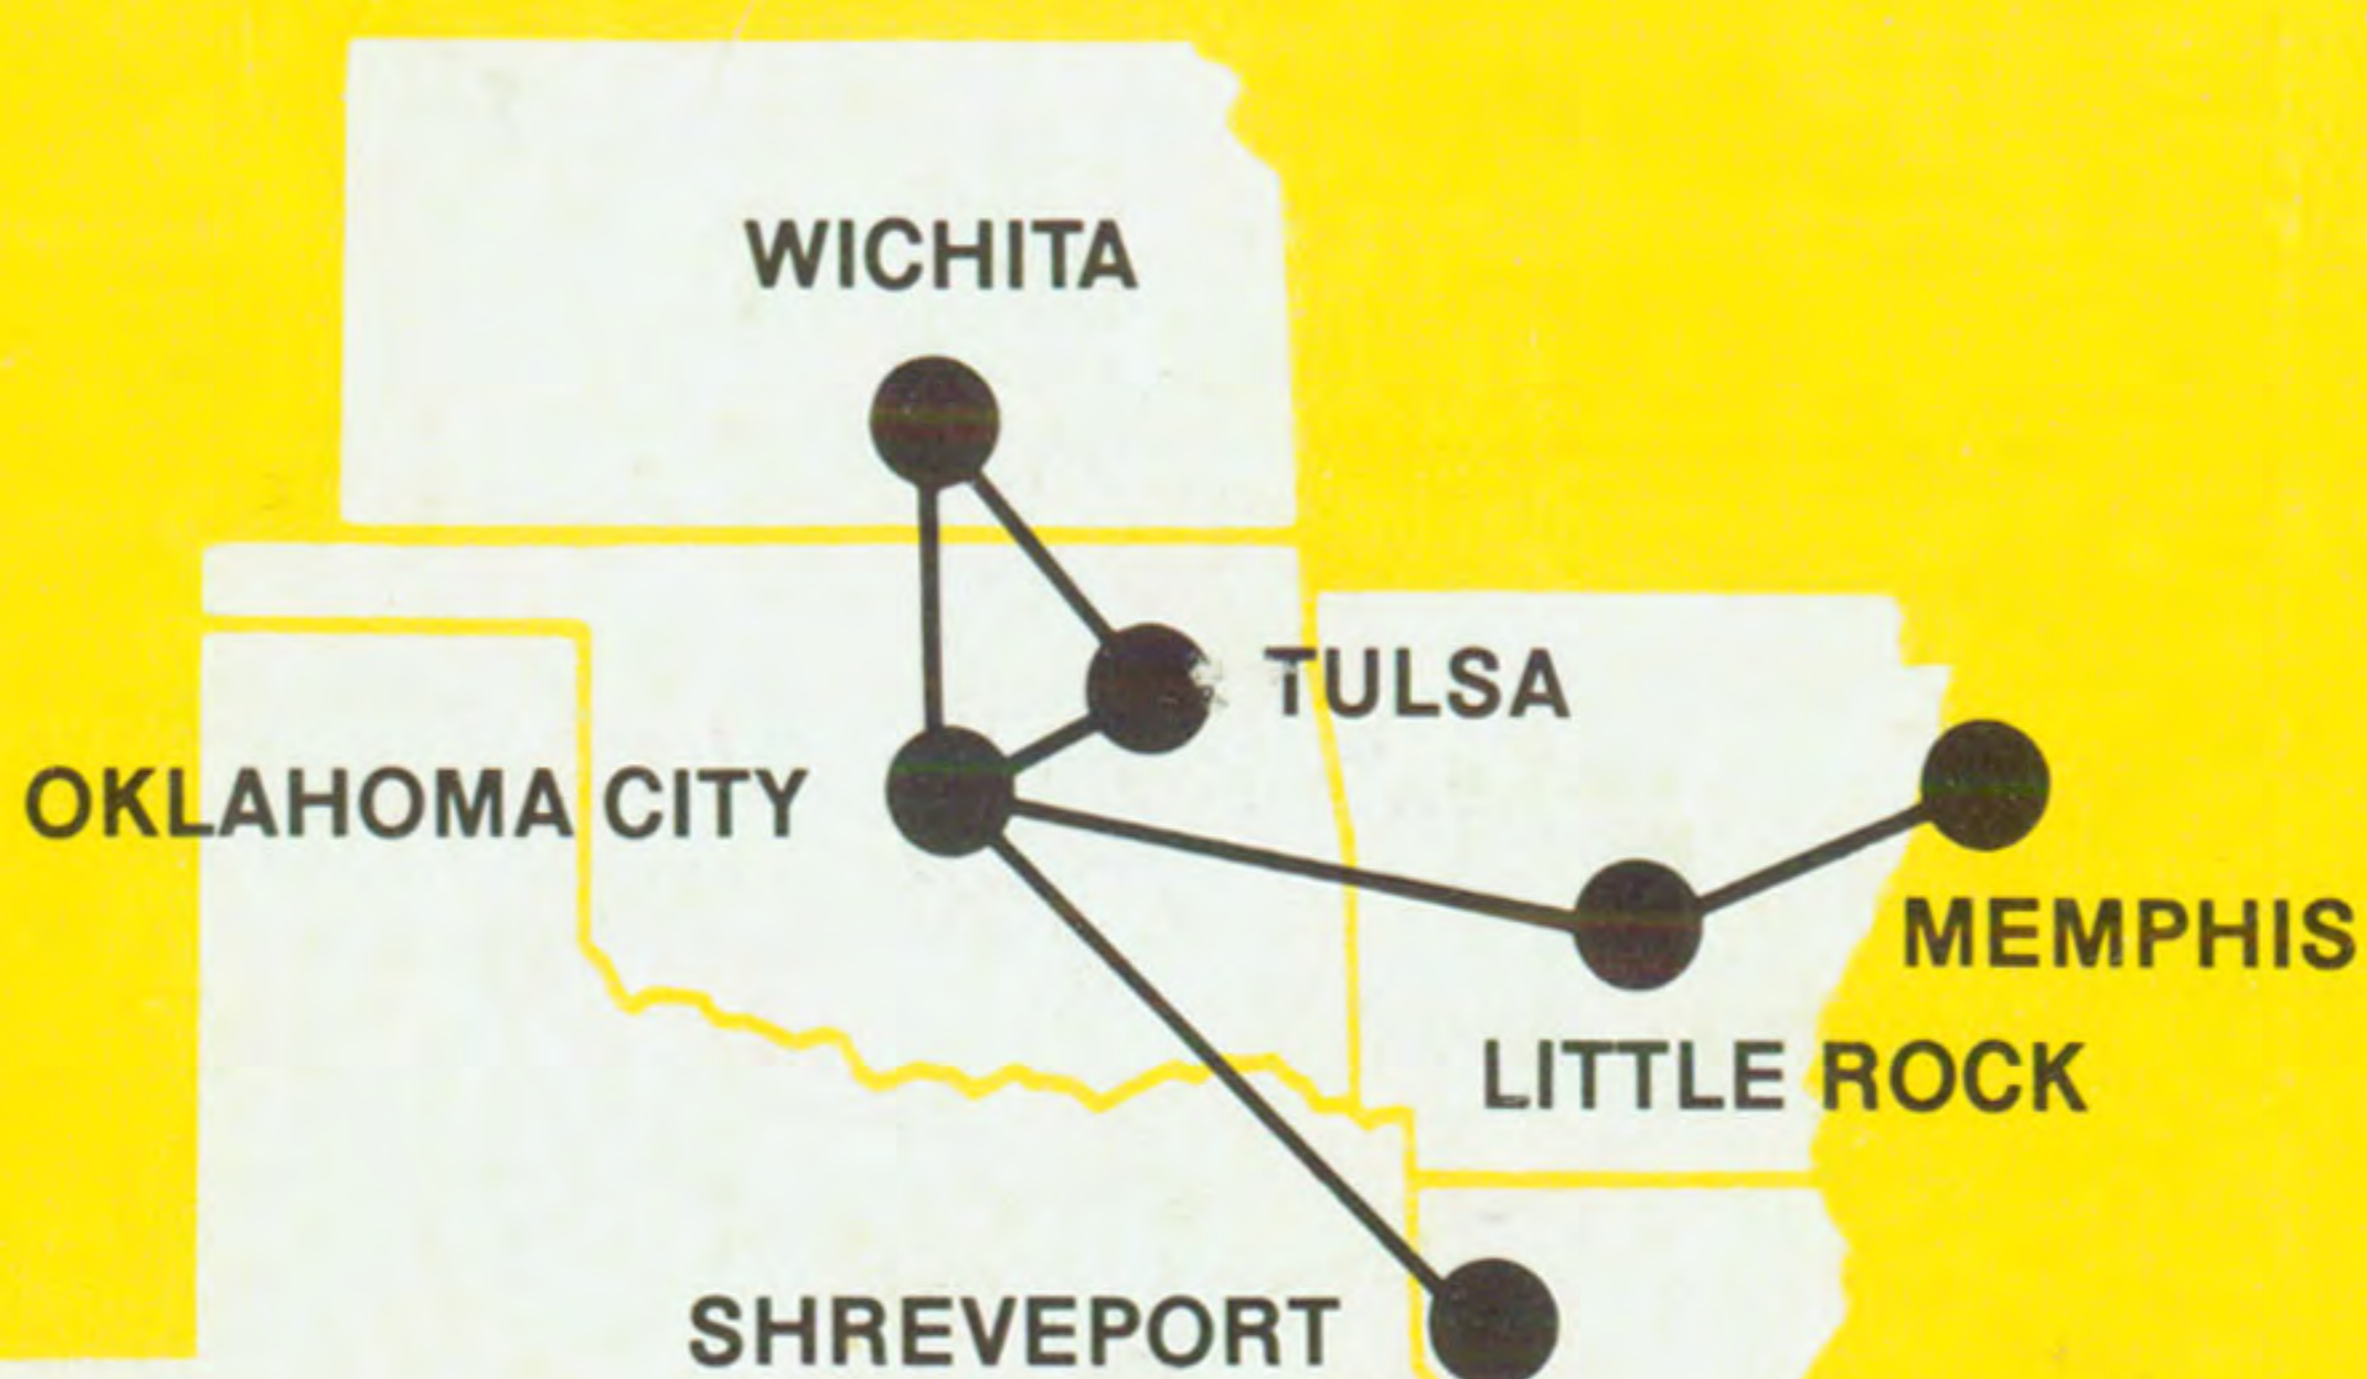 WICHITA
TULSA
OKLAHOMA CITY
MEMPHIS
LITTLE ROCK
SHREVEPORT